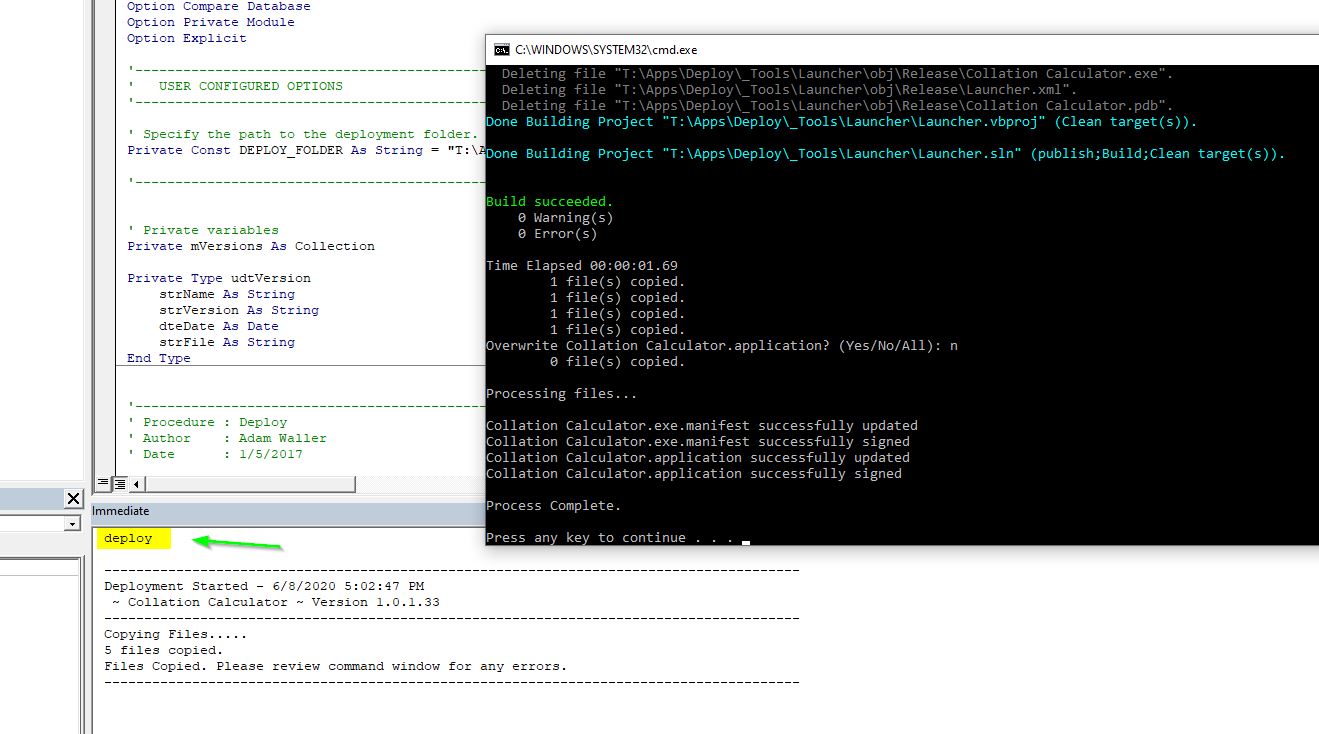 Option Compare Database
Option Private Module
Option Explicit
'--------------------------------------------
'   USER CONFIGURED OPTIONS
'--------------------------------------------
' Specify the path to the deployment folder.
Private Const DEPLOY_FOLDER As String = "T:\A
'--------------------------------------------
' Private variables
Private mVersions As Collection
Private Type udtVersion
    strName As String
    strVersion As String
    dteDate As Date
    strFile As String
End Type
'--------------------------------------------
' Procedure : Deploy
' Author    : Adam Waller
' Date      : 1/5/2017
C:\WINDOWS\SYSTEM32\cmd.exe
  Deleting file "T:\Apps\Deploy\_Tools\Launcher\obj\Release\Collation Calculator.exe".
  Deleting file "T:\Apps\Deploy\_Tools\Launcher\obj\Release\Launcher.xml".
  Deleting file "T:\Apps\Deploy\_Tools\Launcher\obj\Release\Collation Calculator.pdb".
Done Building Project "T:\Apps\Deploy\_Tools\Launcher\Launcher.vbproj" (Clean target(s)).
Done Building Project "T:\Apps\Deploy\_Tools\Launcher\Launcher.sln" (publish;Build;Clean target(s)).
Build succeeded.
    0 Warning(s)
    0 Error(s)
Time Elapsed 00:00:01.69
        1 file(s) copied.
        1 file(s) copied.
        1 file(s) copied.
        1 file(s) copied.
Overwrite Collation Calculator.application? (Yes/No/All): n
        0 file(s) copied.
Processing files...
Collation Calculator.exe.manifest successfully updated
Collation Calculator.exe.manifest successfully signed
Collation Calculator.application successfully updated
Collation Calculator.application successfully signed
Process Complete.
Press any key to continue . . .
Immediate
deploy
---------------------------------------------------------------------------------------
Deployment Started - 6/8/2020 5:02:47 PM
 ~ Collation Calculator ~ Version 1.0.1.33
---------------------------------------------------------------------------------------
Copying Files.....
5 files copied.
Files Copied. Please review command window for any errors.
---------------------------------------------------------------------------------------